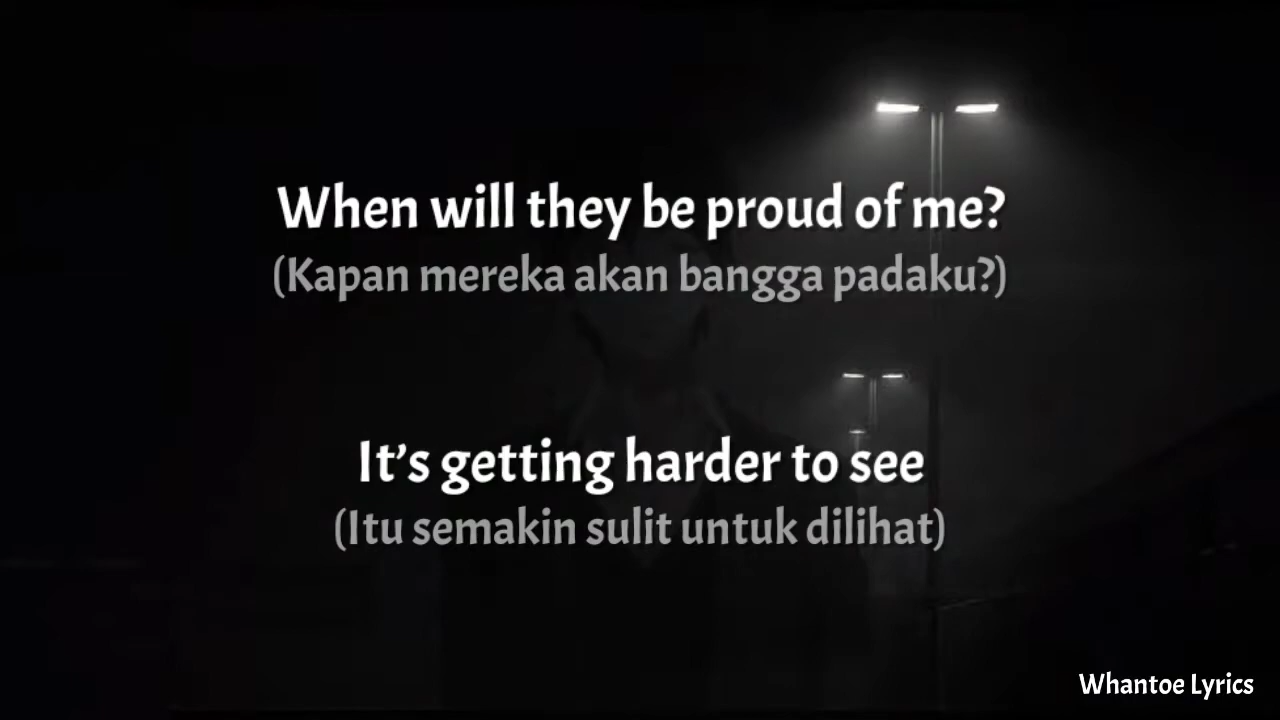 When will they be proud of me?
(Kapan mereka akan bangga padaku?)
It's getting harder to see
(Itu semakin sulit untuk dilihat)
Whantoe Lyrics